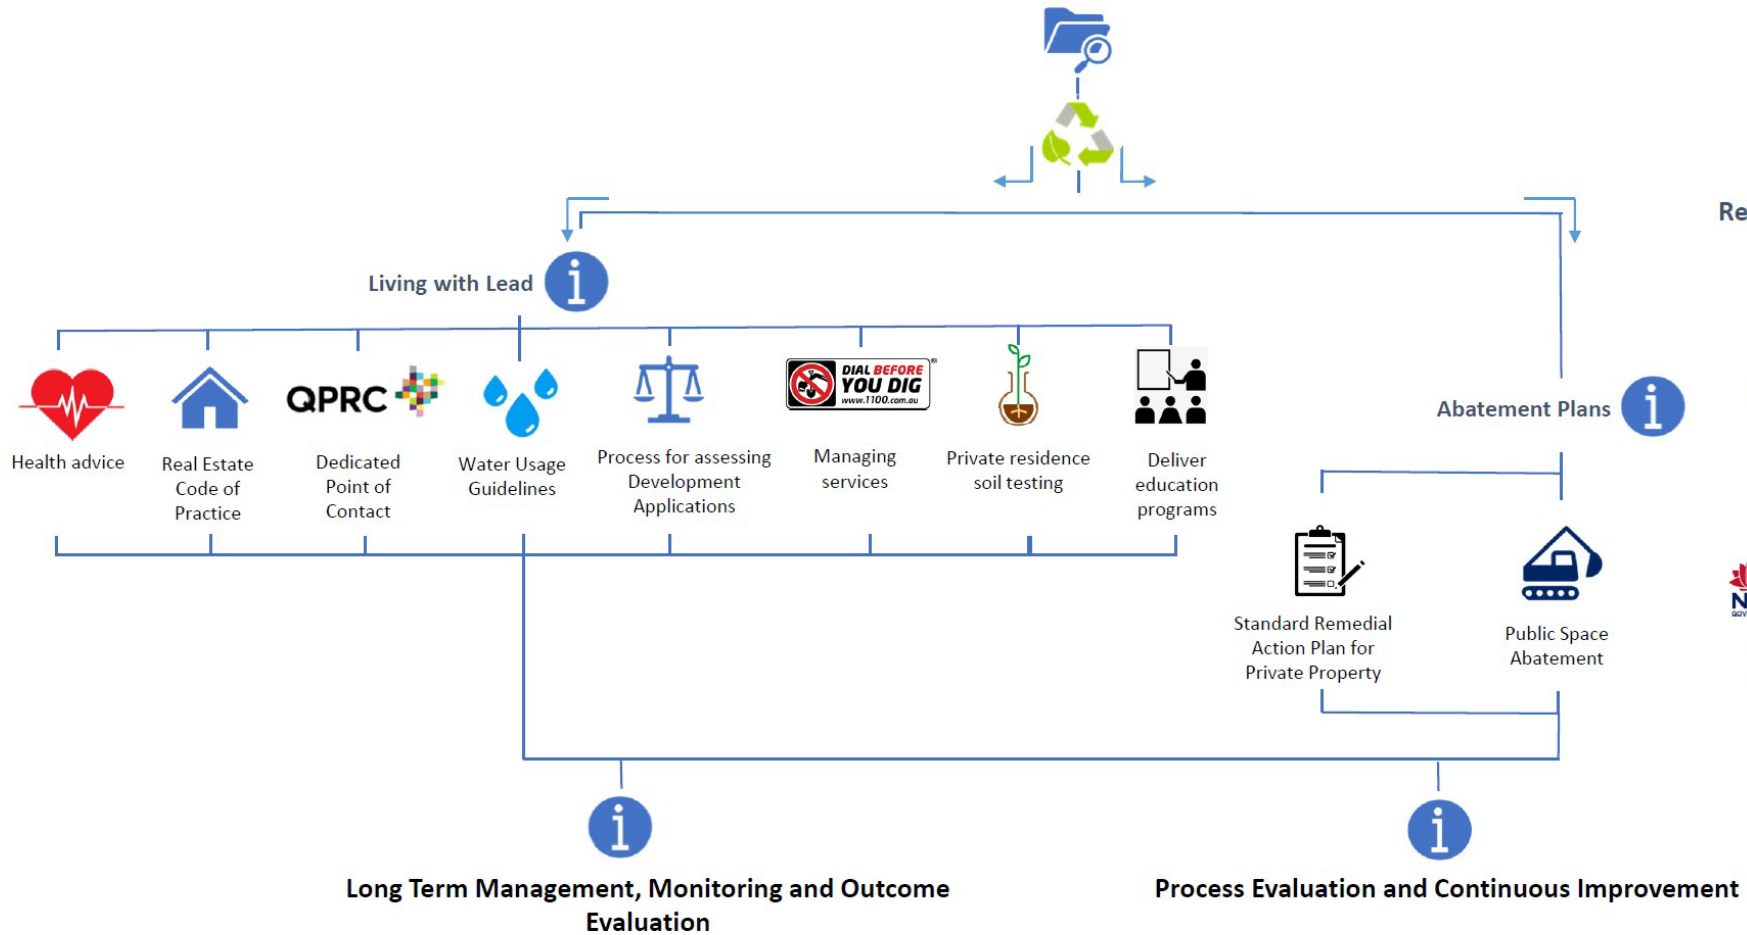 Re
Living with Lead
i
QPRC
DIAL BEFORE
YOU DIG
www.1100.com.au
Abatement Plans
i
Health advice
Real Estate
Code of
Practice
Dedicated
Point of
Contact
Water Usage
Guidelines
Process for assessing
Development
Applications
Managing
services
Private residence
soil testing
Deliver
education
programs
Standard Remedial
Action Plan for
Private Property
Public Space
Abatement
N
GOV
i
Long Term Management, Monitoring and Outcome
Evaluation
i
Process Evaluation and Continuous Improvement